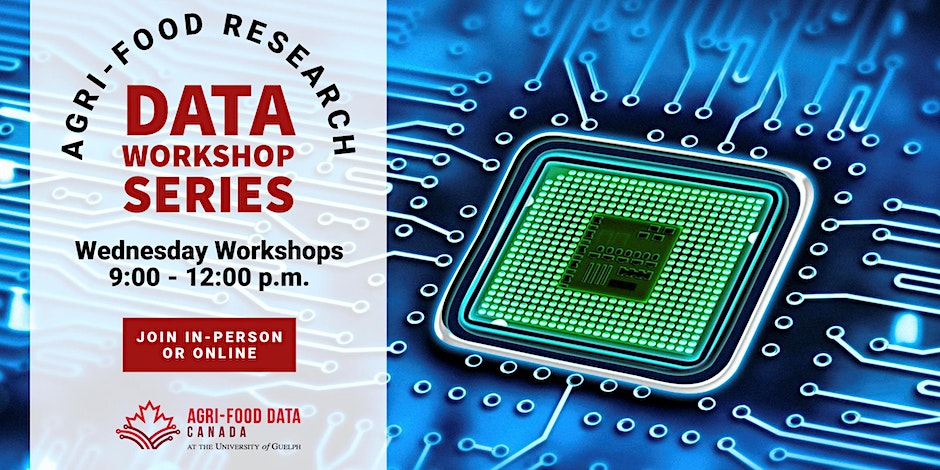 AGRI-FOOD RESEARCH
DATA
WORKSHOP
SERIES
Wednesday Workshops
9:00 - 12:00 p.m.
JOIN IN-PERSON
OR ONLINE
AGRI-FOOD DATA
CANADA
AT THE UNIVERSITY of GUELPH